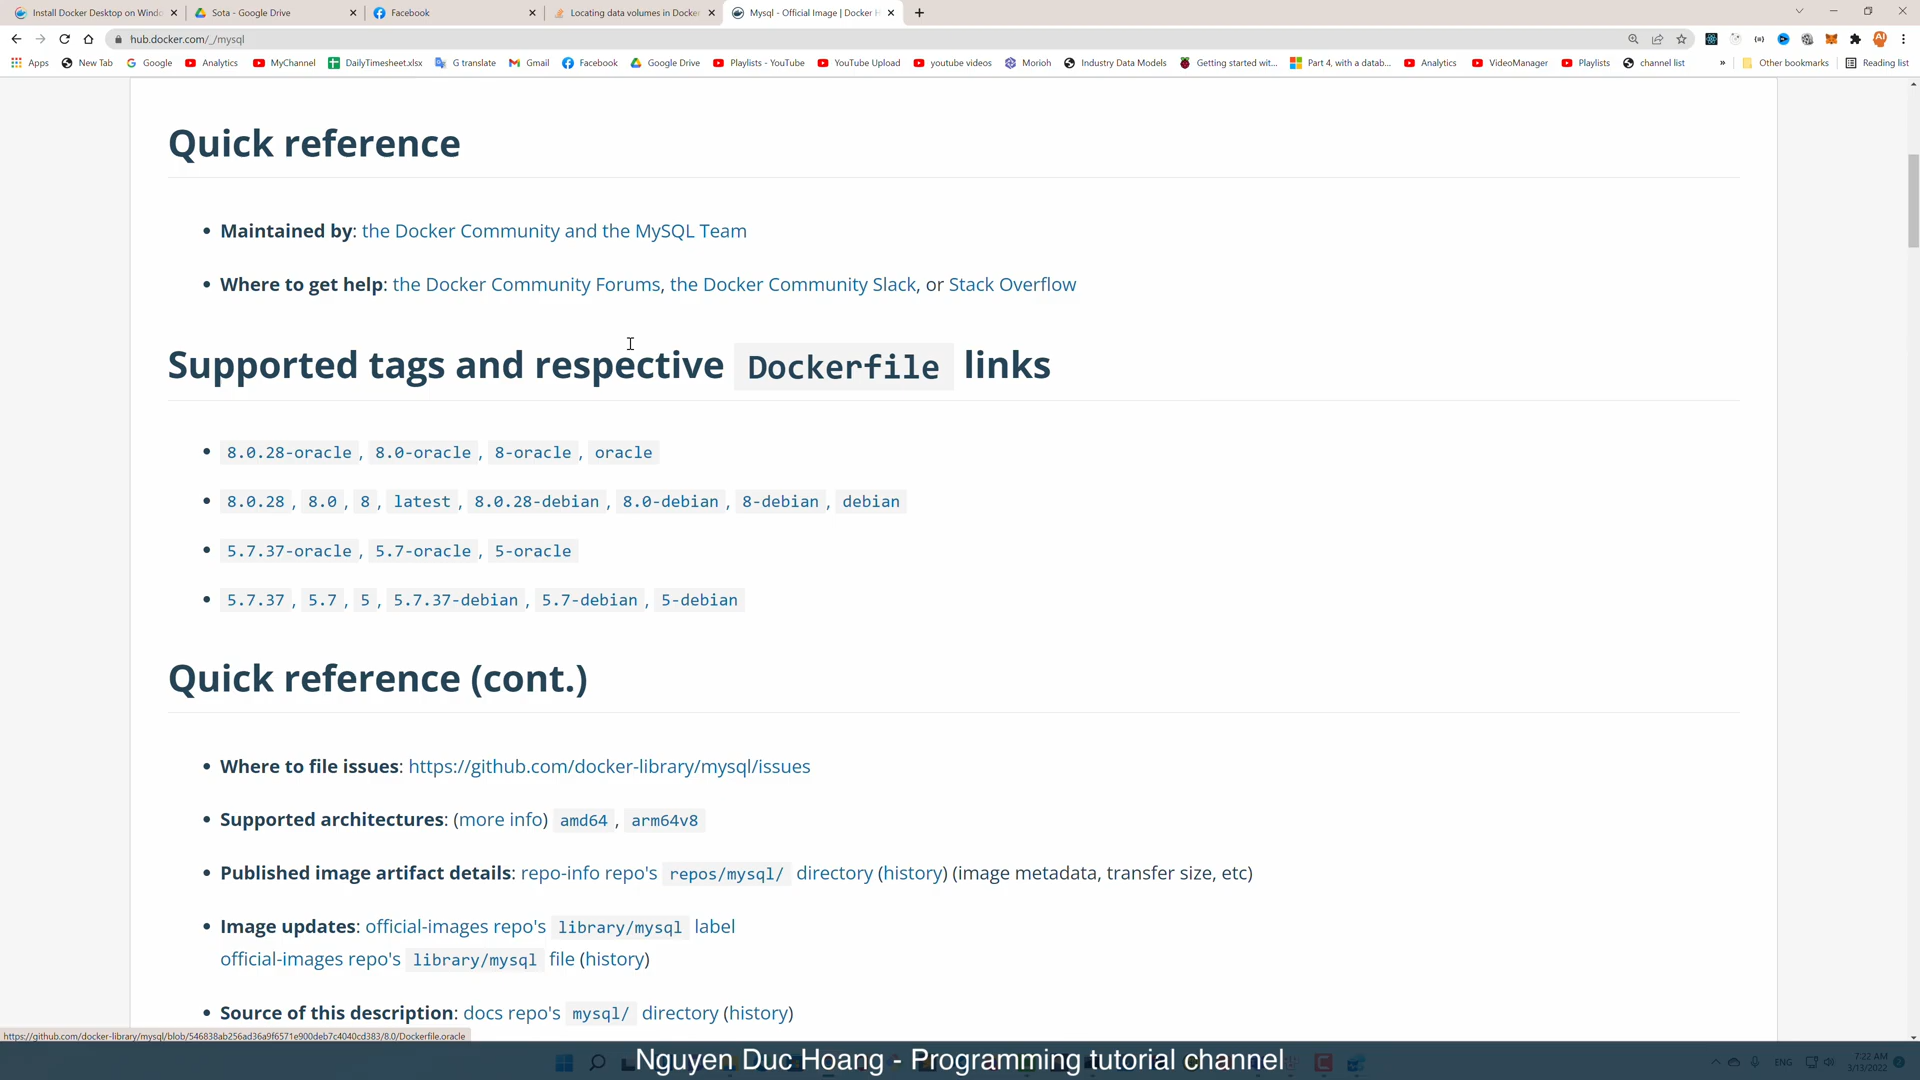 Install Docker Desktop on Windo
Sota - Google Drive
Facebook
Locating data volumes in Docker
Mysql - Official Image | Docker H
hub.docker.com/_/mysql
Apps
New Tab
Google
Analytics
MyChannel
DailyTimesheet.xlsx
G translate
Gmail
Facebook
Google Drive
Playlists - YouTube
YouTube Upload
youtube videos
Morioh
Industry Data Models
Getting started wit...
Part 4, with a datab...
Analytics
VideoManager
Playlists
channel list
»
Other bookmarks
Reading list
Quick reference
• Maintained by: the Docker Community and the MySQL Team
• Where to get help: the Docker Community Forums, the Docker Community Slack, or Stack Overflow
Supported tags and respective Dockerfile links
• 8.0.28-oracle, 8.0-oracle, 8-oracle, oracle
• 8.0.28, 8.0, 8, latest, 8.0.28-debian, 8.0-debian, 8-debian, debian
• 5.7.37-oracle, 5.7-oracle, 5-oracle
• 5.7.37, 5.7, 5, 5.7.37-debian, 5.7-debian, 5-debian
Quick reference (cont.)
• Where to file issues: https://github.com/docker-library/mysql/issues
• Supported architectures: (more info) amd64, arm64v8
• Published image artifact details: repo-info repo's repos/mysql/ directory (history) (image metadata, transfer size, etc)
• Image updates: official-images repo's library/mysql label
official-images repo's library/mysql file (history)
• Source of this description: docs repo's mysql/ directory (history)
https://github.com/docker-library/mysql/blob/546838ab256ad36a9f6571e900deb7c4040cd383/8.0/Dockerfile.oracle
Nguyen Duc Hoang - Programming tutorial channel
ENG
7:22 AM
3/13/2022